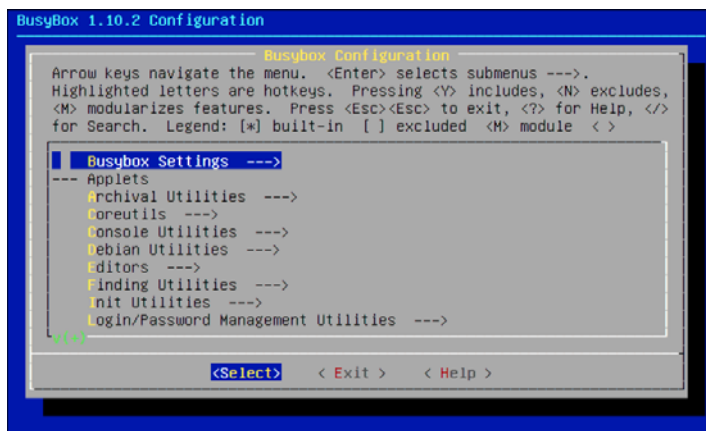 BusyBox 1.10.2 Configuration
Busybox Configuration
Arrow keys navigate the menu. <Enter> selects submenus --->.
Highlighted letters are hotkeys. Pressing <Y> includes, <N> excludes,
<M> modularizes features. Press <Esc><Esc> to exit, <?> for Help, </>
for Search. Legend: [*] built-in [ ] excluded <M> module < >
Busybox Settings --->
--- Applets
Archival Utilities --->
Coreutils --->
Console Utilities --->
Debian Utilities --->
Editors --->
Finding Utilities --->
Init Utilities --->
Login/Password Management Utilities --->
v(+)
<Select> < Exit > < Help >